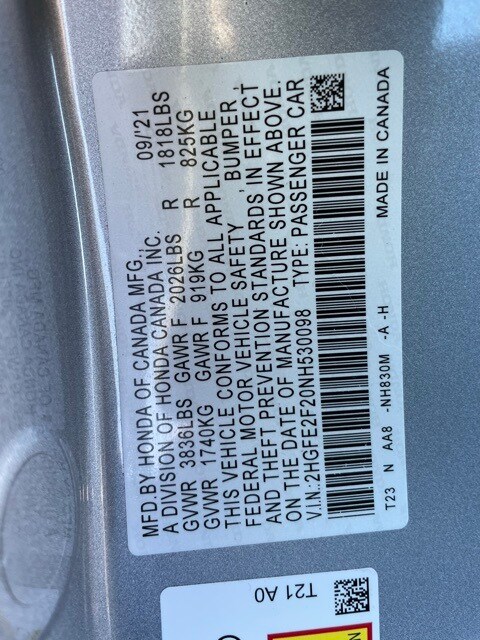 MFD.BY HONDA OF CANADA MFG., 09/'21
A DIVISION OF HONDA CANADA INC.
GVWR 3836LBS GAWR F 2026LBS R 1818LBS
GVWR 1740KG GAWR F 919KG R 825KG
THIS VEHICLE CONFORMS TO ALL APPLICABLE
FEDERAL MOTOR VEHICLE SAFETY , BUMPER ,
AND THEFT PREVENTION STANDARDS IN EFFECT
ON THE DATE OF MANUFACTURE SHOWN ABOVE.
V.I.N.:2HGFE2F20NH530098 TYPE: PASSENGER CAR
T23 N AA8 -NH830M -A -H MADE IN CANADA
T21 A0